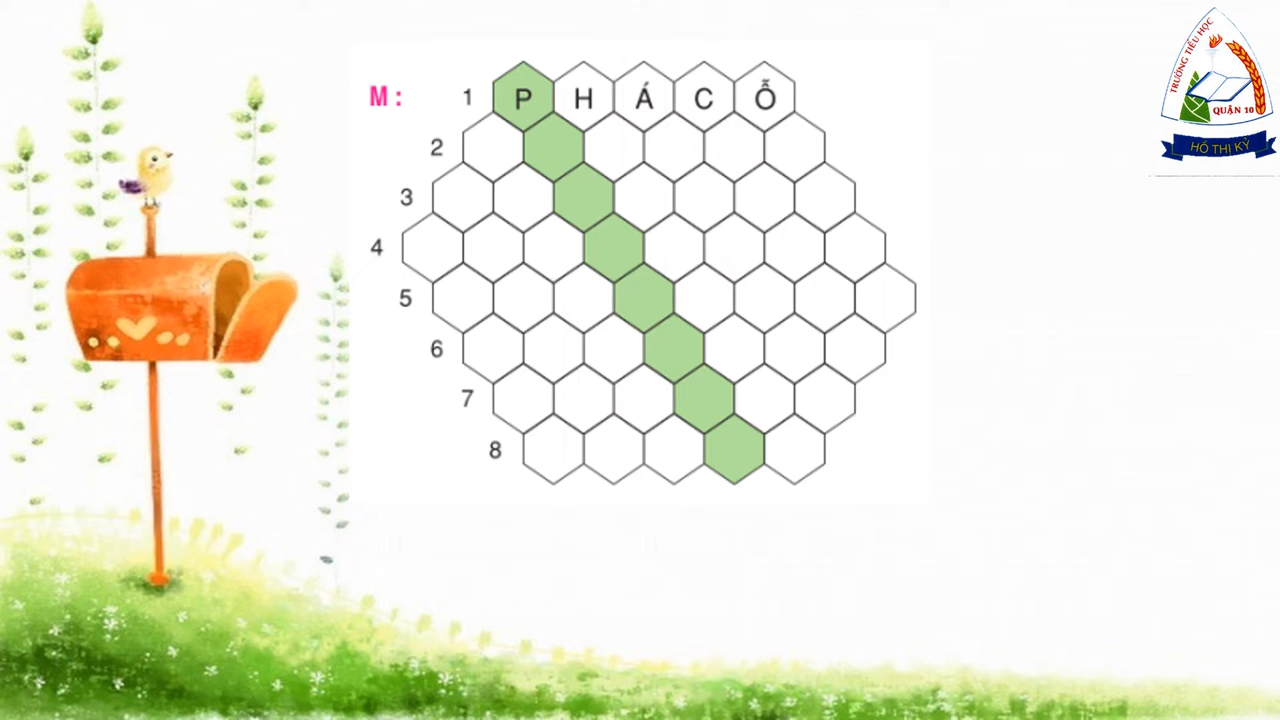 TRƯỜNG TIỂU HỌC
QUẬN 10
HỒ THỊ KỶ
M :
1 P H Á C Ỗ
2
3
4
5
6
7
8